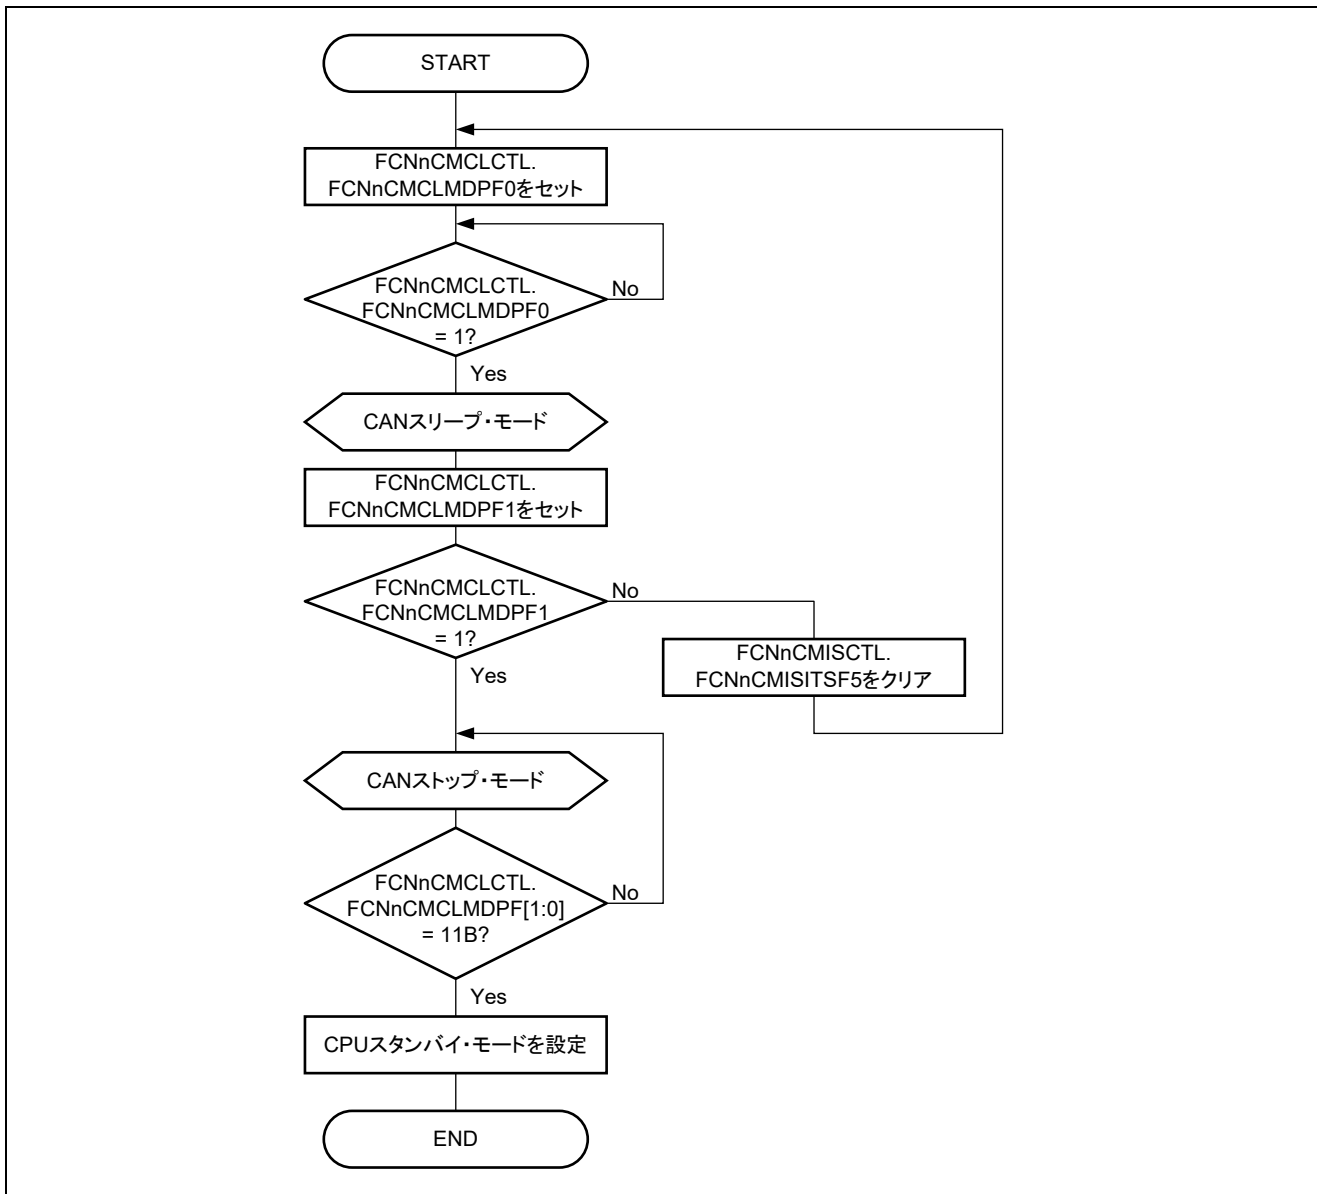 START
FCNnCMCLCTL.
FCNnCMCLMDPF0をセット
FCNnCMCLCTL.
FCNnCMCLMDPF0
= 1?
No
Yes
CANスリープ・モード
FCNnCMCLCTL.
FCNnCMCLMDPF1をセット
FCNnCMCLCTL.
FCNnCMCLMDPF1
= 1?
No
Yes
FCNnCMISCTL.
FCNnCMISITSF5をクリア
CANストップ・モード
FCNnCMCLCTL.
FCNnCMCLMDPF[1:0]
= 11B?
No
Yes
CPUスタンバイ・モードを設定
END